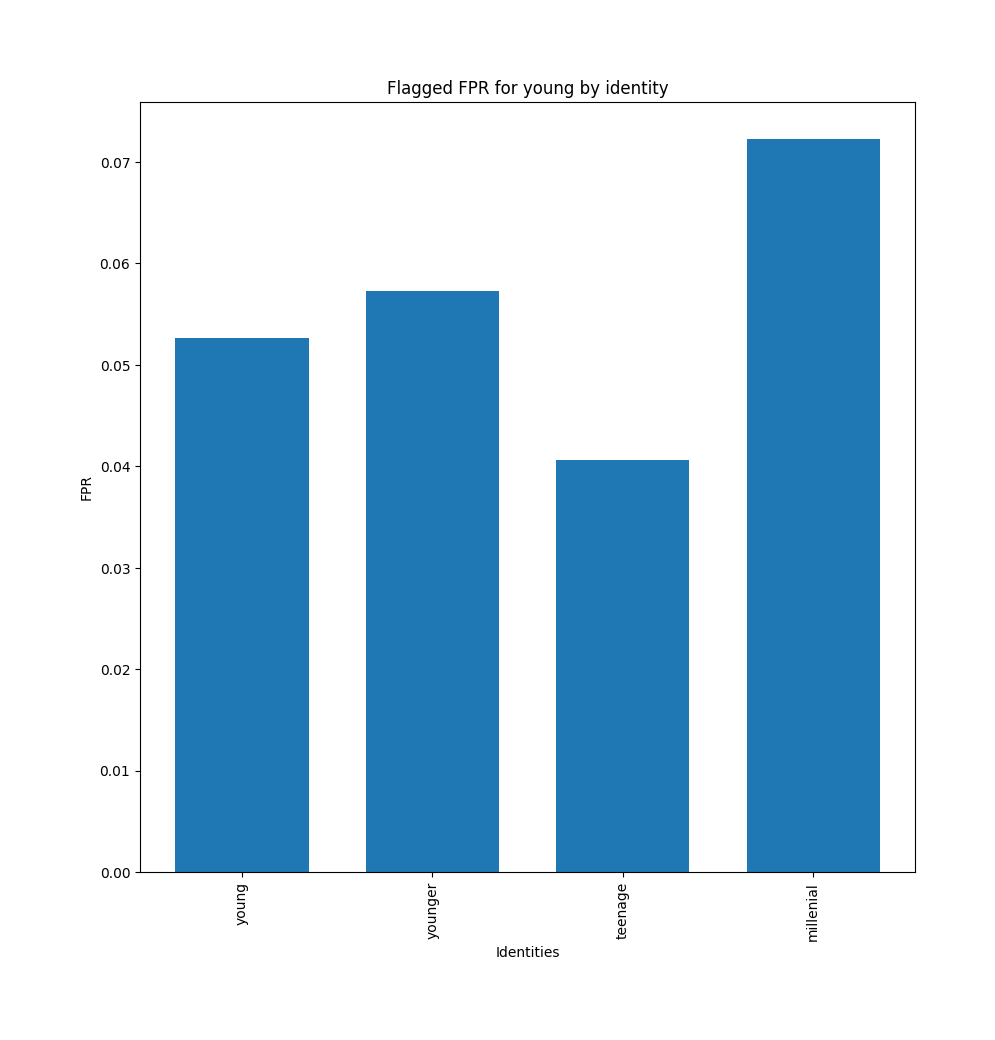 Flagged FPR for young by identity
0.07
0.06
0.05
0.04
0.03
0.02
0.01
0.00
FPR
young
younger
teenage
millenial
Identities